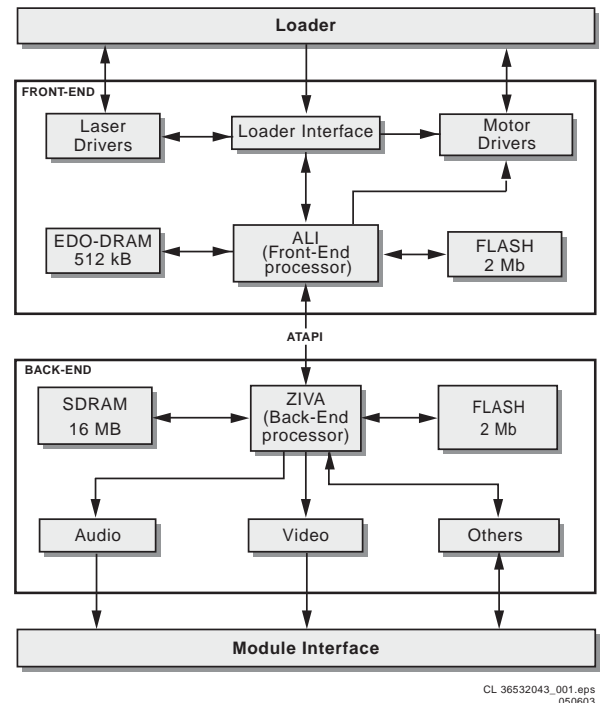 Loader
FRONT-END
Laser
Drivers
Loader Interface
Motor
Drivers
EDO-DRAM
512 kB
ALI
(Front-End
processor)
FLASH
2 Mb
ATAPI
BACK-END
SDRAM
16 MB
ZIVA
(Back-End
processor)
FLASH
2 Mb
Audio
Video
Others
Module Interface
CL 36532043_001.eps
050603